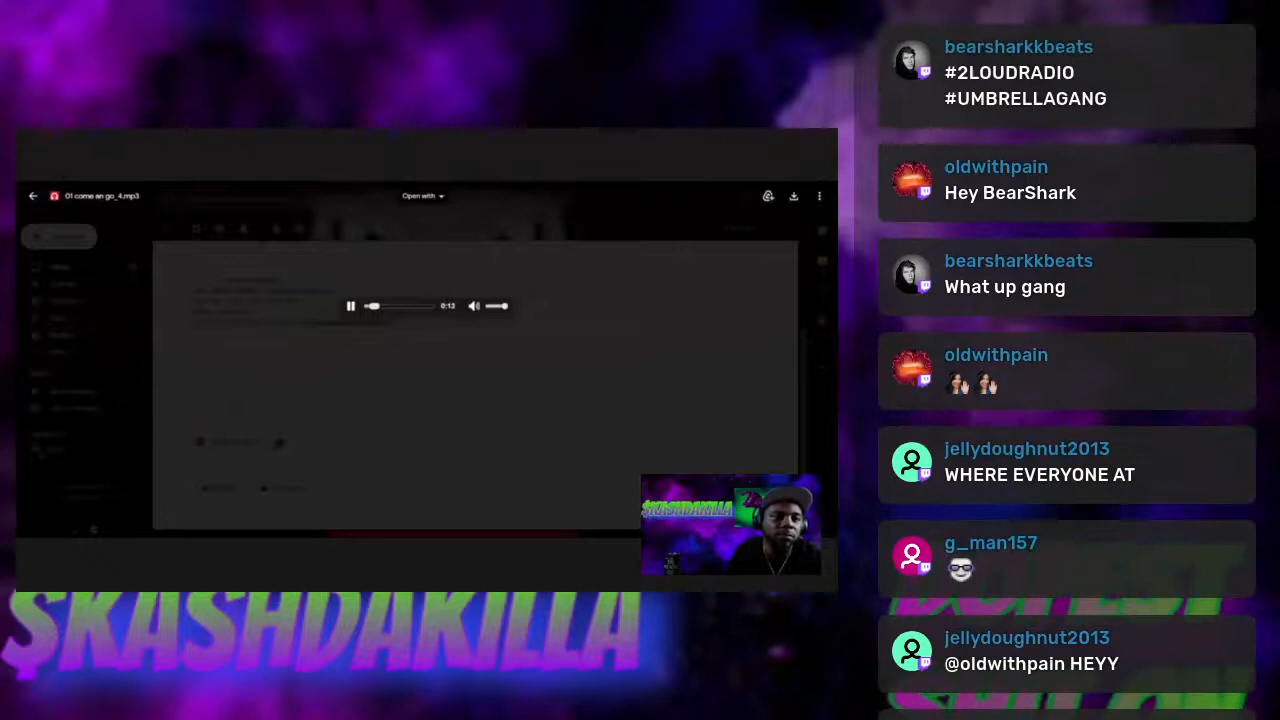 01 come an go_4.mp3
Open with
0:13
$KASHDAKILLA
$KASHDAKILLA
bearsharkkbeats
#2LOUDRADIO
#UMBRELLAGANG
oldwithpain
Hey BearShark
bearsharkkbeats
What up gang
oldwithpain
jellydoughnut2013
WHERE EVERYONE AT
g_man157
jellydoughnut2013
@oldwithpain HEYY